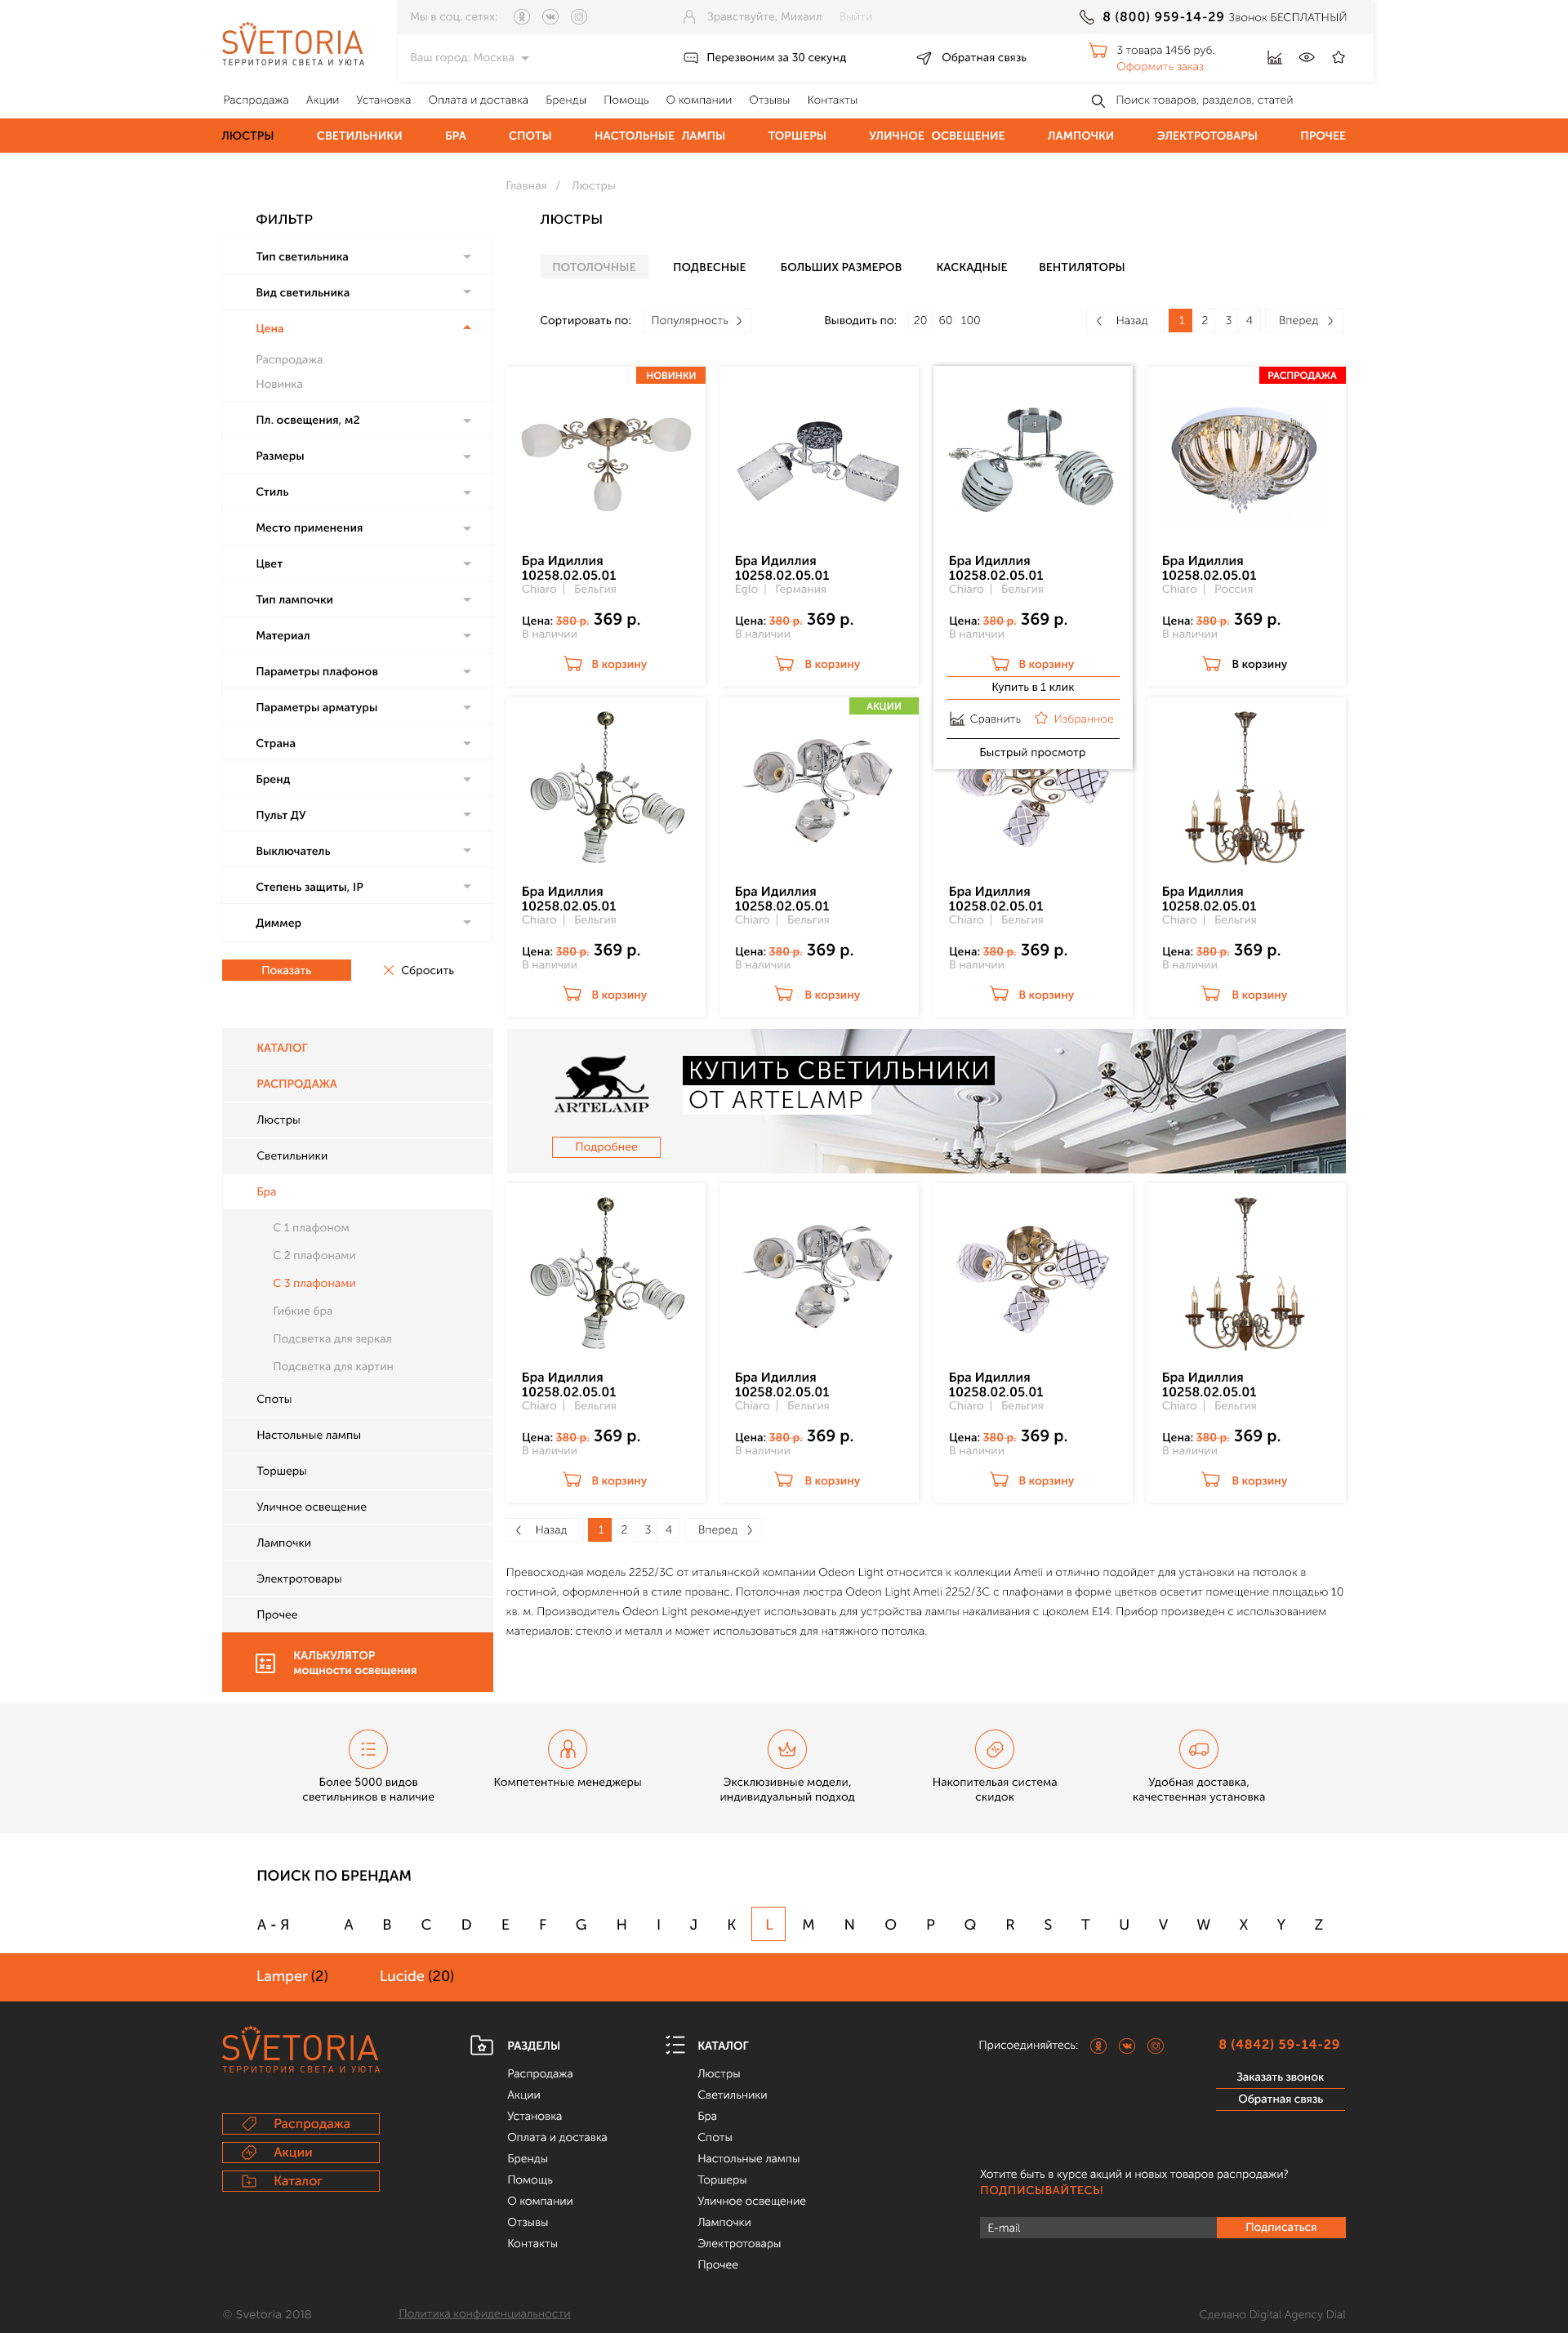 SVETORIA
ТЕРРИТОРИЯ СВЕТА И УЮТА
Мы в соц. сетях:
Зравствуйте, Михаил Выйти
8 (800) 959-14-29 Звонок БЕСПЛАТНЫЙ
Ваш город: Москва
Перезвоним за 30 секунд
Обратная связь
3 товара 1456 руб.
Оформить заказ
Распродажа Акции Установка Оплата и доставка Бренды Помощь О компании Отзывы Контакты
Поиск товаров, разделов, статей
ЛЮСТРЫ СВЕТИЛЬНИКИ БРА СПОТЫ НАСТОЛЬНЫЕ ЛАМПЫ ТОРШЕРЫ УЛИЧНОЕ ОСВЕЩЕНИЕ ЛАМПОЧКИ ЭЛЕКТРОТОВАРЫ ПРОЧЕЕ
Главная / Люстры
ФИЛЬТР
Тип светильника
Вид светильника
Цена
Распродажа
Новинка
Пл. освещения, м2
Размеры
Стиль
Место применения
Цвет
Тип лампочки
Материал
Параметры плафонов
Параметры арматуры
Страна
Бренд
Пульт ДУ
Выключатель
Степень защиты, IP
Диммер
Показать
Сбросить
КАТАЛОГ
РАСПРОДАЖА
Люстры
Светильники
Бра
С 1 плафоном
С 2 плафонами
С 3 плафонами
Гибкие бра
Подсветка для зеркал
Подсветка для картин
Споты
Настольные лампы
Торшеры
Уличное освещение
Лампочки
Электротовары
Прочее
КАЛЬКУЛЯТОР
мощности освещения
ЛЮСТРЫ
ПОТОЛОЧНЫЕ ПОДВЕСНЫЕ БОЛЬШИХ РАЗМЕРОВ КАСКАДНЫЕ ВЕНТИЛЯТОРЫ
Сортировать по: Популярность
Выводить по: 20 60 100
Назад 1 2 3 4 Вперед
НОВИНКИ
Бра Идиллия
10258.02.05.01
Chiaro | Бельгия
Цена: 380 р. 369 р.
В наличии
В корзину
Бра Идиллия
10258.02.05.01
Eglo | Германия
Цена: 380 р. 369 р.
В наличии
В корзину
Бра Идиллия
10258.02.05.01
Chiaro | Бельгия
Цена: 380 р. 369 р.
В наличии
В корзину
Купить в 1 клик
Сравнить Избранное
Быстрый просмотр
РАСПРОДАЖА
Бра Идиллия
10258.02.05.01
Chiaro | Россия
Цена: 380 р. 369 р.
В наличии
В корзину
Бра Идиллия
10258.02.05.01
Chiaro | Бельгия
Цена: 380 р. 369 р.
В наличии
В корзину
АКЦИИ
Бра Идиллия
10258.02.05.01
Chiaro | Бельгия
Цена: 380 р. 369 р.
В наличии
В корзину
Бра Идиллия
10258.02.05.01
Chiaro | Бельгия
Цена: 380 р. 369 р.
В наличии
В корзину
Бра Идиллия
10258.02.05.01
Chiaro | Бельгия
Цена: 380 р. 369 р.
В наличии
В корзину
ARTELAMP
КУПИТЬ СВЕТИЛЬНИКИ
ОТ ARTELAMP
Подробнее
Бра Идиллия
10258.02.05.01
Chiaro | Бельгия
Цена: 380 р. 369 р.
В наличии
В корзину
Бра Идиллия
10258.02.05.01
Chiaro | Бельгия
Цена: 380 р. 369 р.
В наличии
В корзину
Бра Идиллия
10258.02.05.01
Chiaro | Бельгия
Цена: 380 р. 369 р.
В наличии
В корзину
Бра Идиллия
10258.02.05.01
Chiaro | Бельгия
Цена: 380 р. 369 р.
В наличии
В корзину
Назад 1 2 3 4 Вперед
Превосходная модель 2252/3C от итальянской компании Odeon Light относится к коллекции Ameli и отлично подойдет для установки на потолок в
гостиной, оформленной в стиле прованс. Потолочная люстра Odeon Light Ameli 2252/3C с плафонами в форме цветков осветит помещение площадью 10
кв. м. Производитель Odeon Light рекомендует использовать для устройства лампы накаливания с цоколем E14. Прибор произведен с использованием
материалов: стекло и металл и может использоваться для натяжного потолка.
Более 5000 видов
светильников в наличие
Компетентные менеджеры
Эксклюзивные модели,
индивидуальный подход
Накопительая система
скидок
Удобная доставка,
качественная установка
ПОИСК ПО БРЕНДАМ
А - Я A B C D E F G H I J K L M N O P Q R S T U V W X Y Z
Lamper (2) Lucide (20)
SVETORIA
ТЕРРИТОРИЯ СВЕТА И УЮТА
Распродажа
Акции
Каталог
РАЗДЕЛЫ
Распродажа
Акции
Установка
Оплата и доставка
Бренды
Помощь
О компании
Отзывы
Контакты
КАТАЛОГ
Люстры
Светильники
Бра
Споты
Настольные лампы
Торшеры
Уличное освещение
Лампочки
Электротовары
Прочее
Присоединяйтесь:
8 (4842) 59-14-29
Заказать звонок
Обратная связь
Хотите быть в курсе акций и новых товаров распродажи?
ПОДПИСЫВАЙТЕСЬ!
E-mail
Подписаться
© Svetoria 2018
Политика конфиденциальности
Сделано Digital Agency Dial